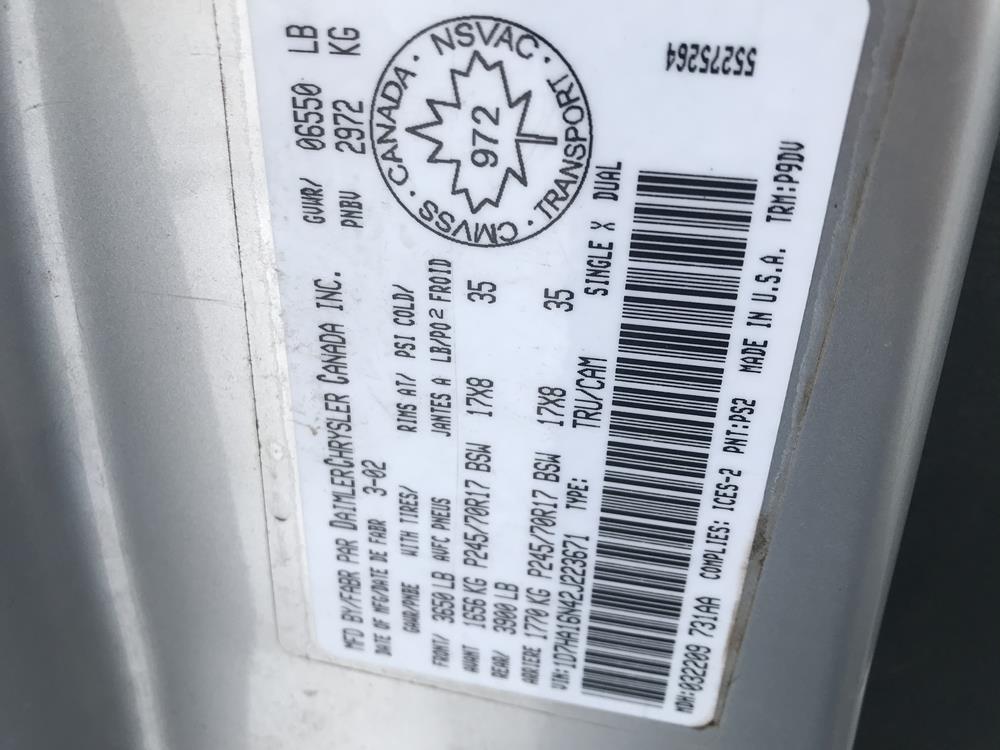 MFD BY/FABR PAR DAIMLERCHRYSLER CANADA INC.
DATE OF MFG/DATE DE FABR 3-02
GVWR/ 06550 LB
PNBV 2972 KG
GAWR/PNBE WITH TIRES/ RIMS AT/ PSI COLD/
AVEC PNEUS JANTES A LB/PO2 FROID
FRONT/ 3650 LB
AVANT 1656 KG P245/70R17 BSW 17X8 35
REAR/ 3900 LB
ARRIERE 1770 KG P245/70R17 BSW 17X8 35
VIN:1D7HA16N42J223671 TYPE: TRU/CAM SINGLE X DUAL
MDH:032209 731AA COMPLIES: ICES-2 PNT:PS2 MADE IN U.S.A. TRM:P9DV
CMVSS · CANADA · NSVAC · TRANSPORT ·
972
55275264